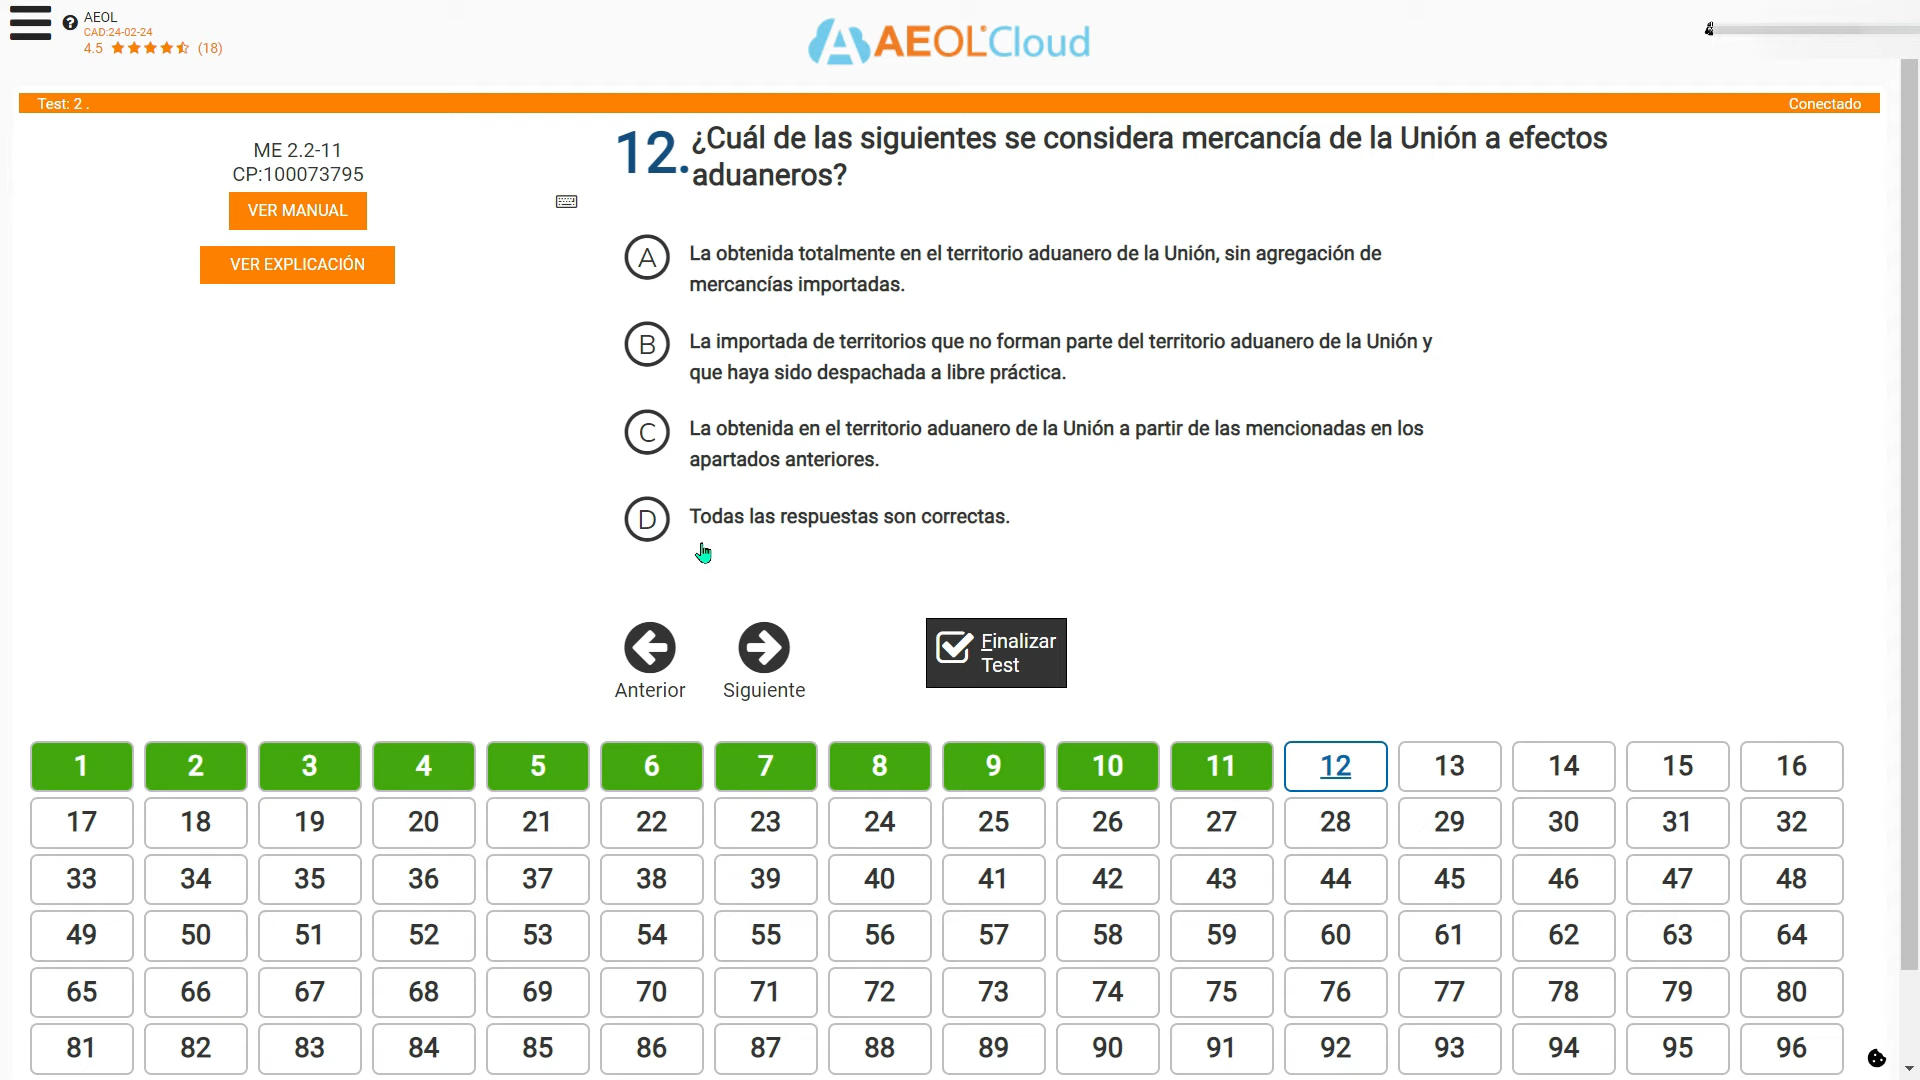 AEOL
CAD:24-02-24
4.5 (18)
AEOL Cloud
Test: 2 .
Conectado
ME 2.2-11
CP:100073795
VER MANUAL
VER EXPLICACIÓN
12. ¿Cuál de las siguientes se considera mercancía de la Unión a efectos
aduaneros?
A La obtenida totalmente en el territorio aduanero de la Unión, sin agregación de
mercancías importadas.
B La importada de territorios que no forman parte del territorio aduanero de la Unión y
que haya sido despachada a libre práctica.
C La obtenida en el territorio aduanero de la Unión a partir de las mencionadas en los
apartados anteriores.
D Todas las respuestas son correctas.
Anterior
Siguiente
Finalizar
Test
1 2 3 4 5 6 7 8 9 10 11 12 13 14 15 16
17 18 19 20 21 22 23 24 25 26 27 28 29 30 31 32
33 34 35 36 37 38 39 40 41 42 43 44 45 46 47 48
49 50 51 52 53 54 55 56 57 58 59 60 61 62 63 64
65 66 67 68 69 70 71 72 73 74 75 76 77 78 79 80
81 82 83 84 85 86 87 88 89 90 91 92 93 94 95 96